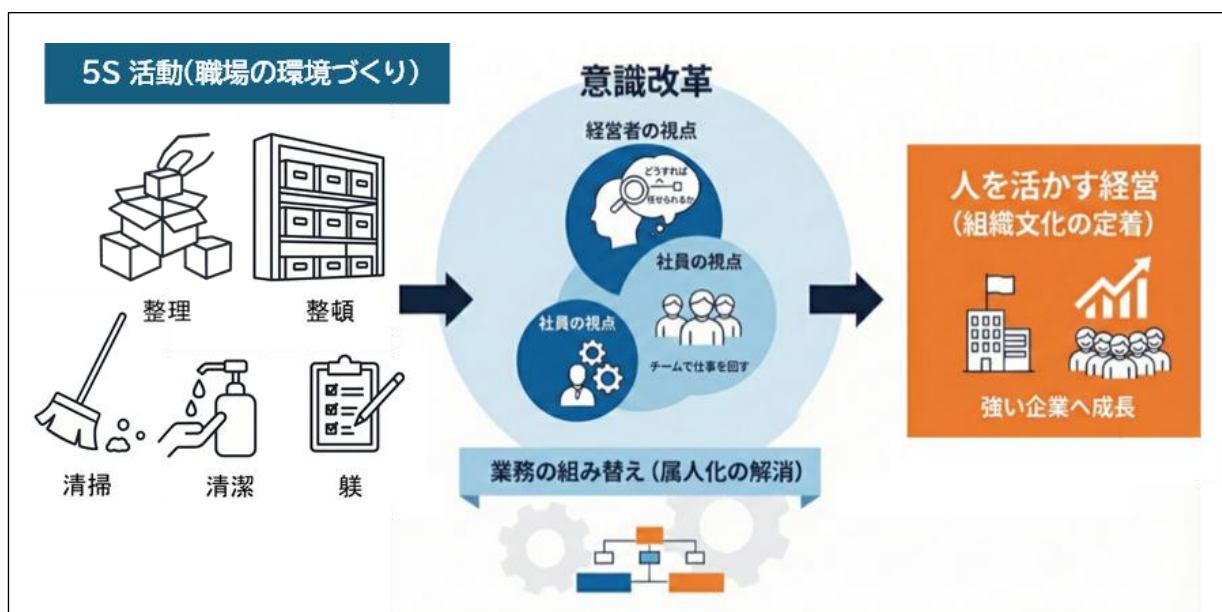 5S 活動(職場の環境づくり)
整理
整頓
清掃
清潔
躾
意識改革
経営者の視点
どうすれば
任せられるか
社員の視点
チームで仕事を回す
社員の視点
業務の組み替え(属人化の解消)
人を活かす経営
(組織文化の定着)
強い企業へ成長